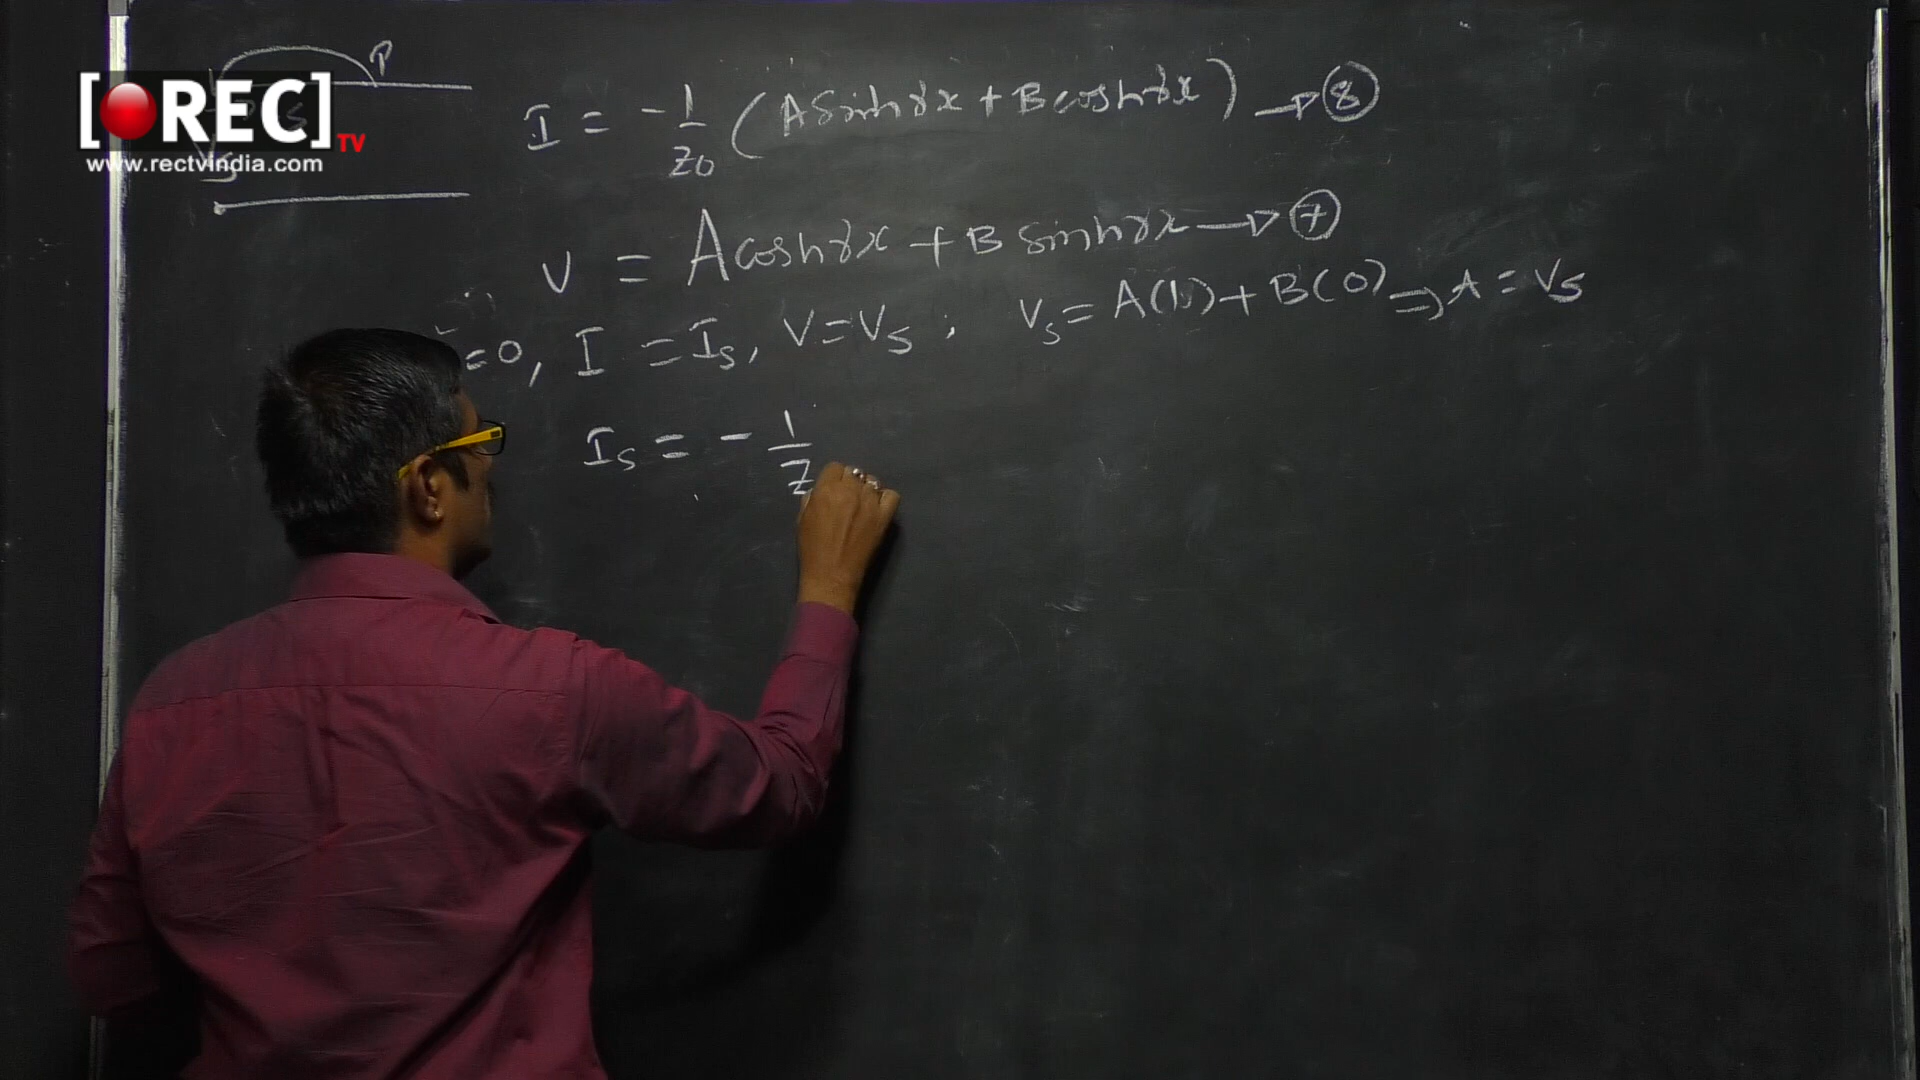 P
[REC] TV
www.rectvindia.com
I = -1/Z0 (A Sinh γx + B cosh γx) → ⑧
V = A cosh γx + B sinh γx → ⑦
=0, I = Is, V = Vs ; Vs = A(1) + B(0) ⇒ A = Vs
Is = - 1/Z